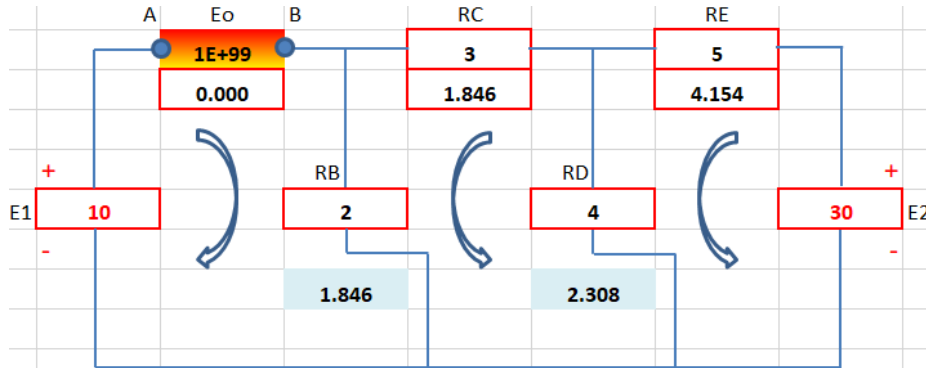 A Eo B RC RE
1E+99 3 5
0.000 1.846 4.154
+ RB RD +
E1 10 2 4 30 E2
- -
1.846 2.308